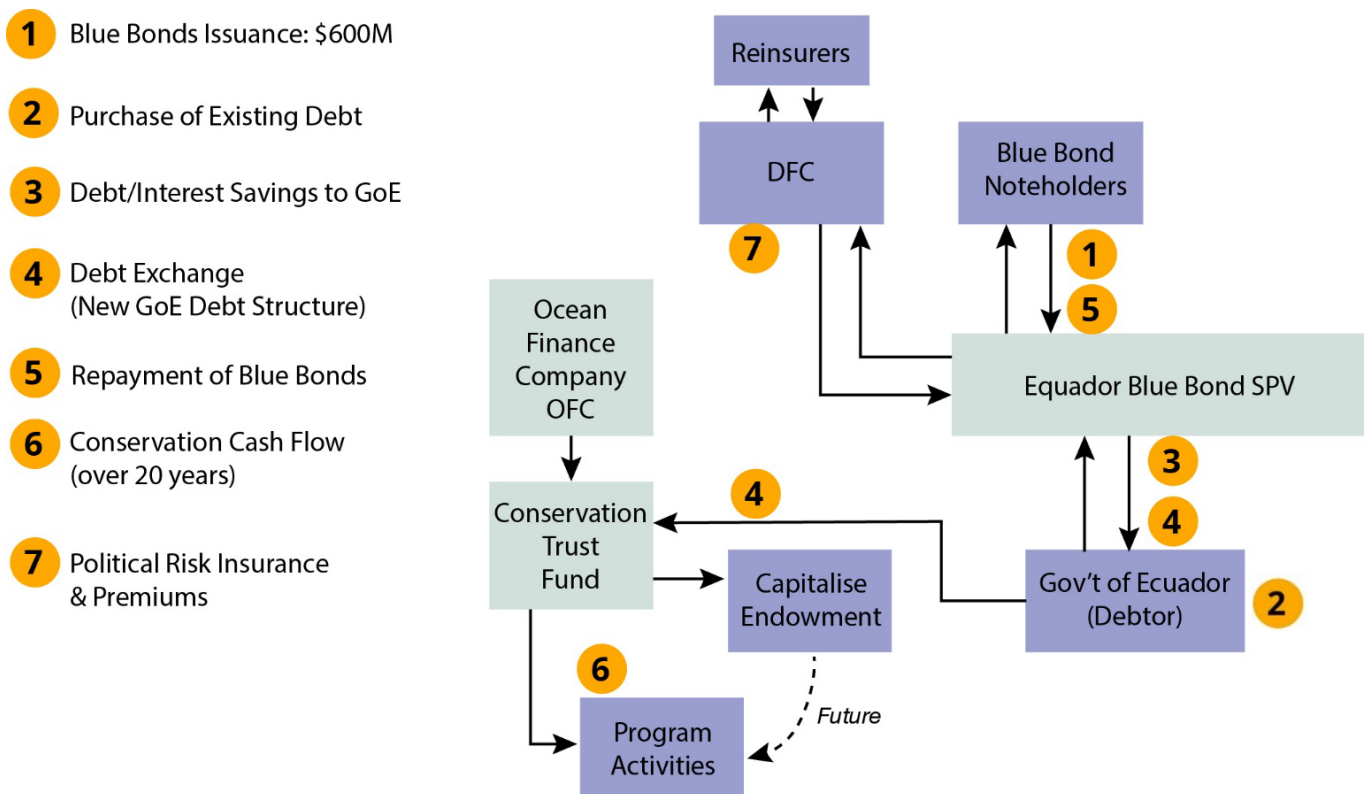 1 Blue Bonds Issuance: $600M
2 Purchase of Existing Debt
3 Debt/Interest Savings to GoE
4 Debt Exchange
(New GoE Debt Structure)
5 Repayment of Blue Bonds
6 Conservation Cash Flow
(over 20 years)
7 Political Risk Insurance
& Premiums
Reinsurers
DFC
7
Blue Bond
Noteholders
1
5
Ocean
Finance
Company
OFC
Equador Blue Bond SPV
3
4
4
Conservation
Trust
Fund
Capitalise
Endowment
Gov't of Ecuador
(Debtor)
2
6
Future
Program
Activities